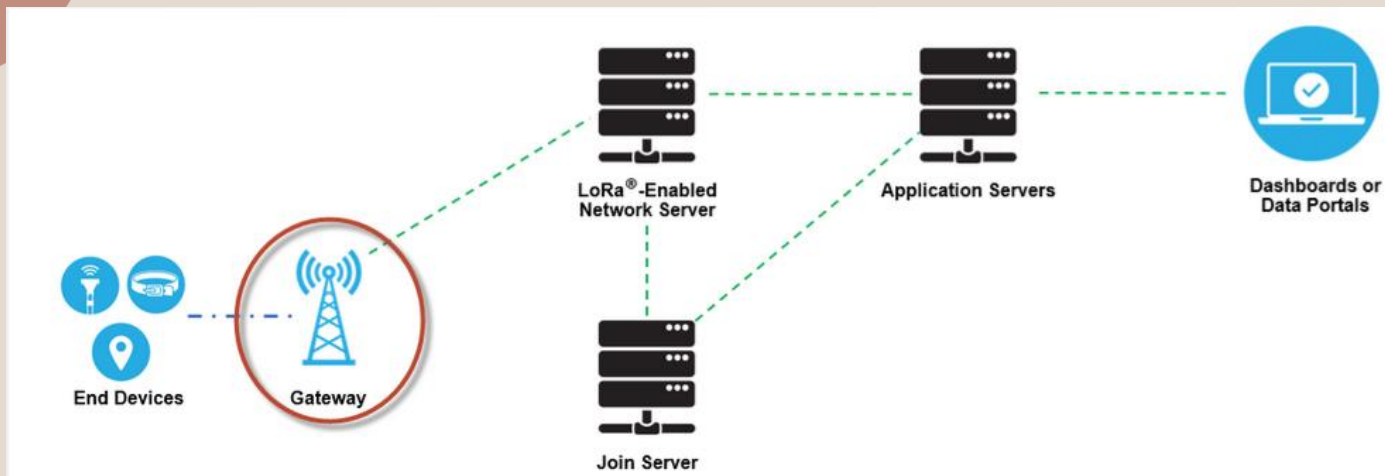 LoRa®-Enabled
Network Server
Application Servers
Dashboards or
Data Portals
End Devices
Gateway
Join Server